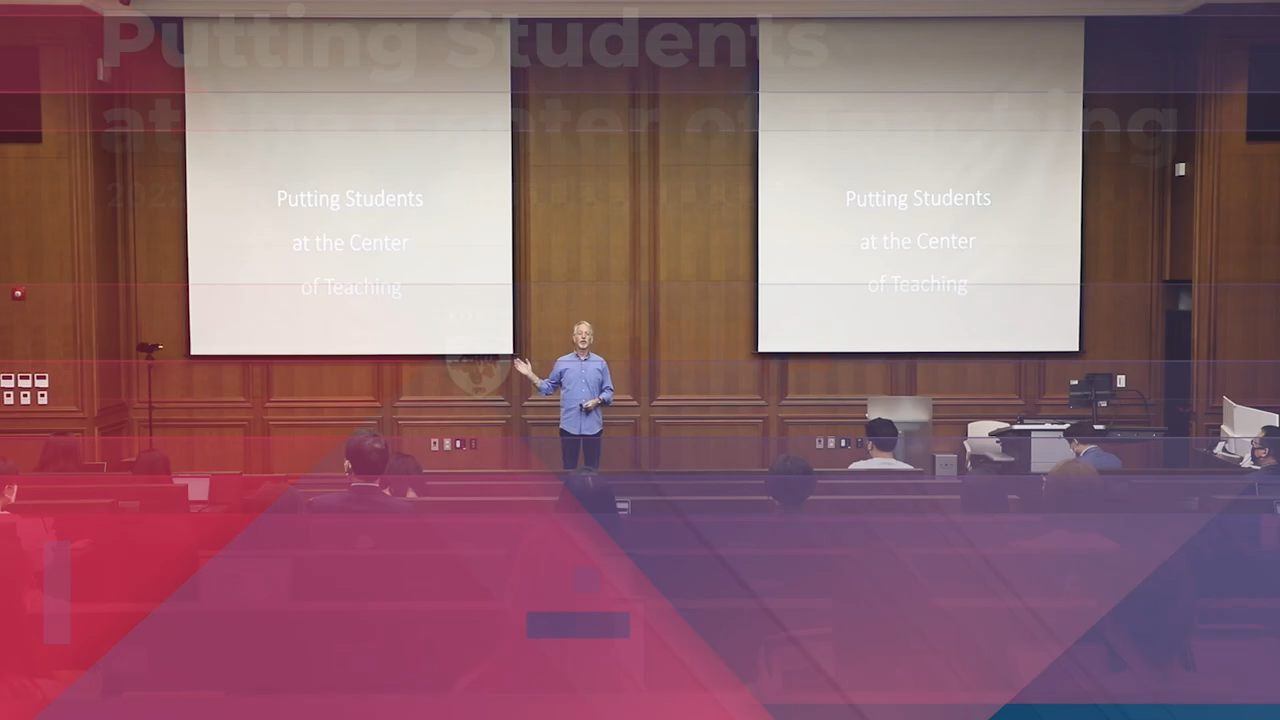 Putting Students
at the Center of Teaching
2022
Putting Students
at the Center
of Teaching
Putting Students
at the Center
of Teaching